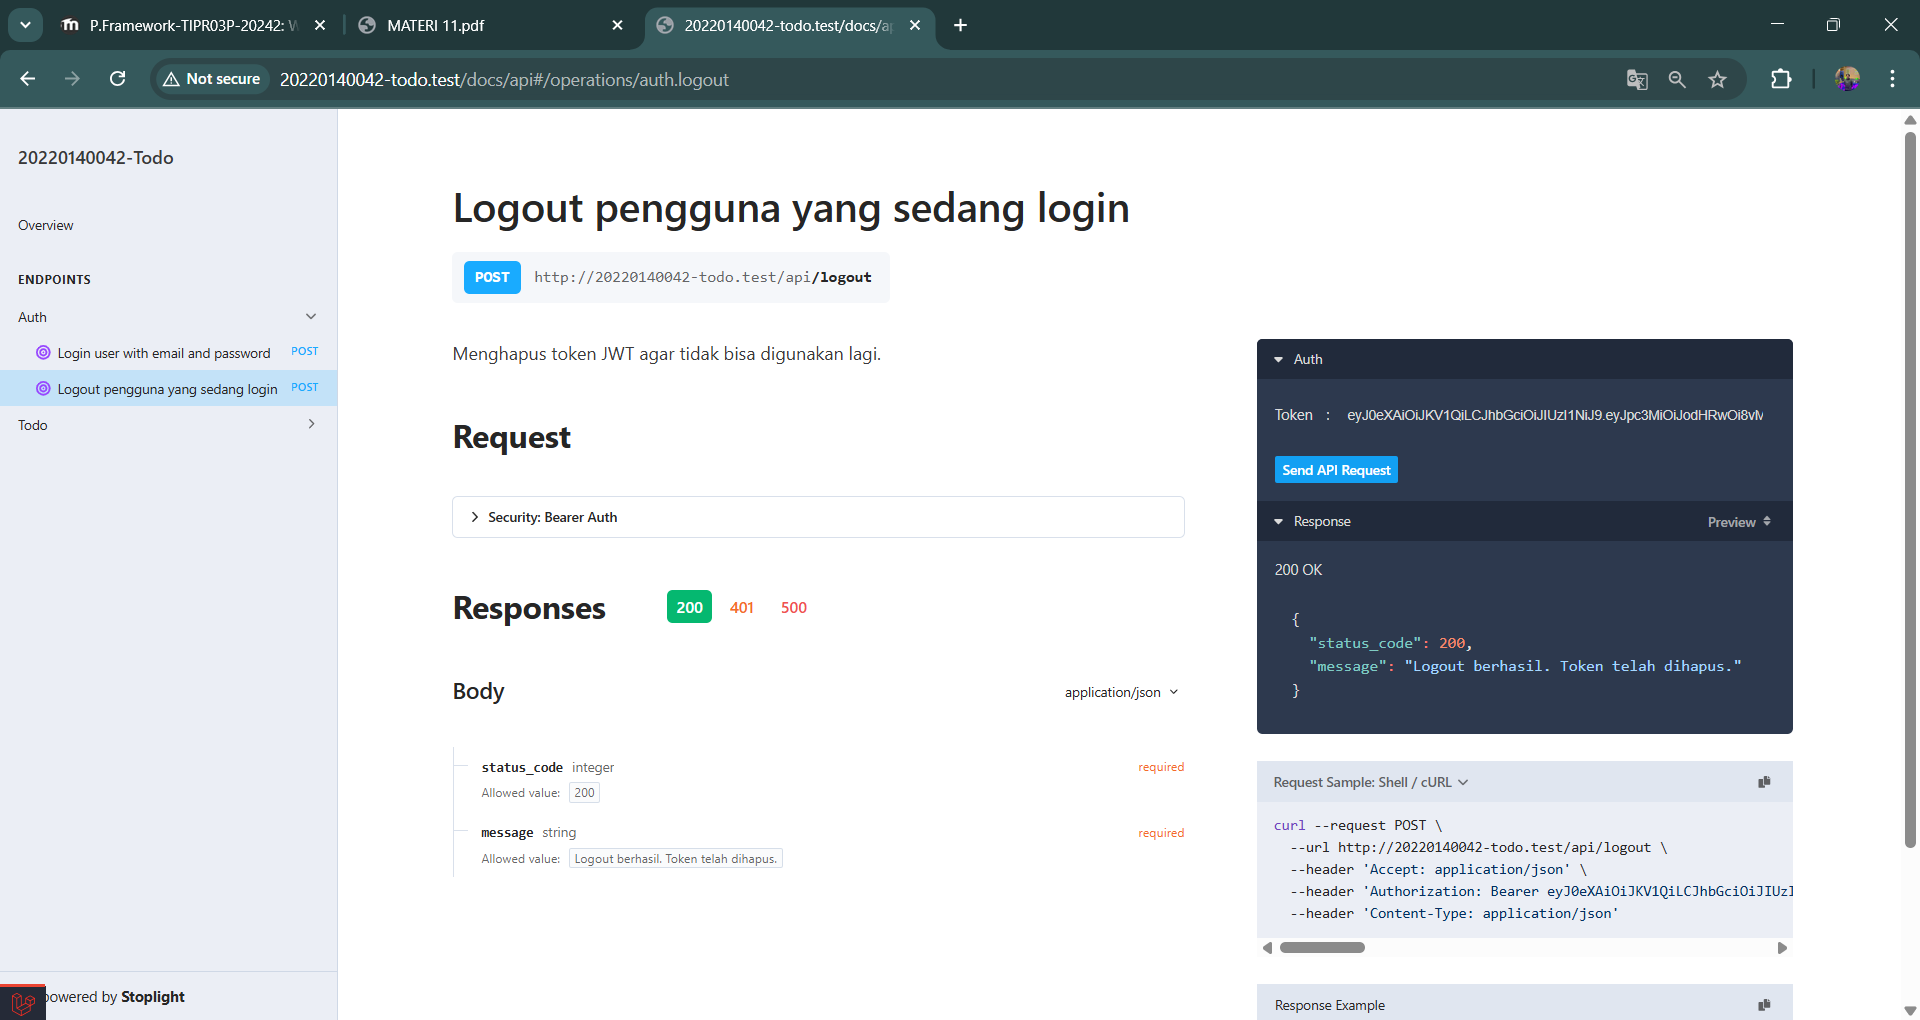 P.Framework-TIPR03P-20242: W
MATERI 11.pdf
20220140042-todo.test/docs/ap
Not secure
20220140042-todo.test/docs/api#/operations/auth.logout
20220140042-Todo
Overview
ENDPOINTS
Auth
Login user with email and password POST
Logout pengguna yang sedang login POST
Todo
powered by Stoplight
Logout pengguna yang sedang login
POST http://20220140042-todo.test/api/logout
Menghapus token JWT agar tidak bisa digunakan lagi.
Request
Security: Bearer Auth
Responses 200 401 500
Body application/json
status_code integer required
Allowed value: 200
message string required
Allowed value: Logout berhasil. Token telah dihapus.
Auth
Token : eyJ0eXAiOiJKV1QiLCJhbGciOiJIUzI1NiJ9.eyJpc3MiOiJodHRwOi8vM
Send API Request
Response Preview
200 OK
{
"status_code": 200,
"message": "Logout berhasil. Token telah dihapus."
}
Request Sample: Shell / cURL
curl --request POST \
--url http://20220140042-todo.test/api/logout \
--header 'Accept: application/json' \
--header 'Authorization: Bearer eyJ0eXAiOiJKV1QiLCJhbGciOiJIUzI
--header 'Content-Type: application/json'
Response Example